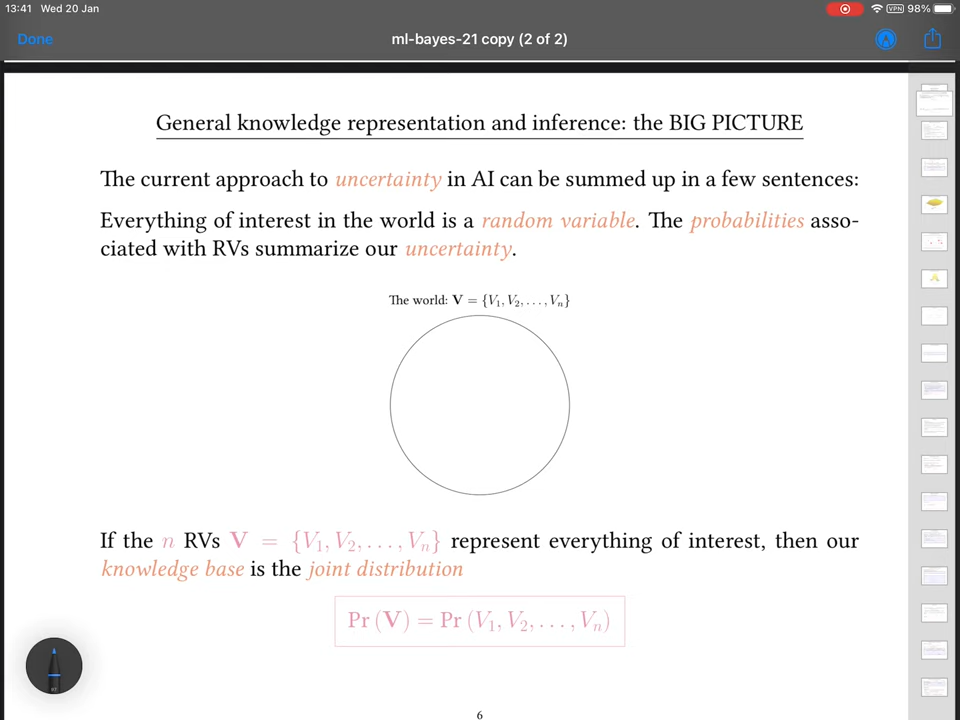 13:41 Wed 20 Jan
VPN 98%
Done
ml-bayes-21 copy (2 of 2)
General knowledge representation and inference: the BIG PICTURE
The current approach to uncertainty in AI can be summed up in a few sentences:
Everything of interest in the world is a random variable. The probabilities asso-
ciated with RVs summarize our uncertainty.
The world: V = {V₁, V₂, . . . , Vₙ}
If the n RVs V = {V₁, V₂, . . . , Vₙ} represent everything of interest, then our
knowledge base is the joint distribution
Pr (V) = Pr (V₁, V₂, . . . , Vₙ)
6